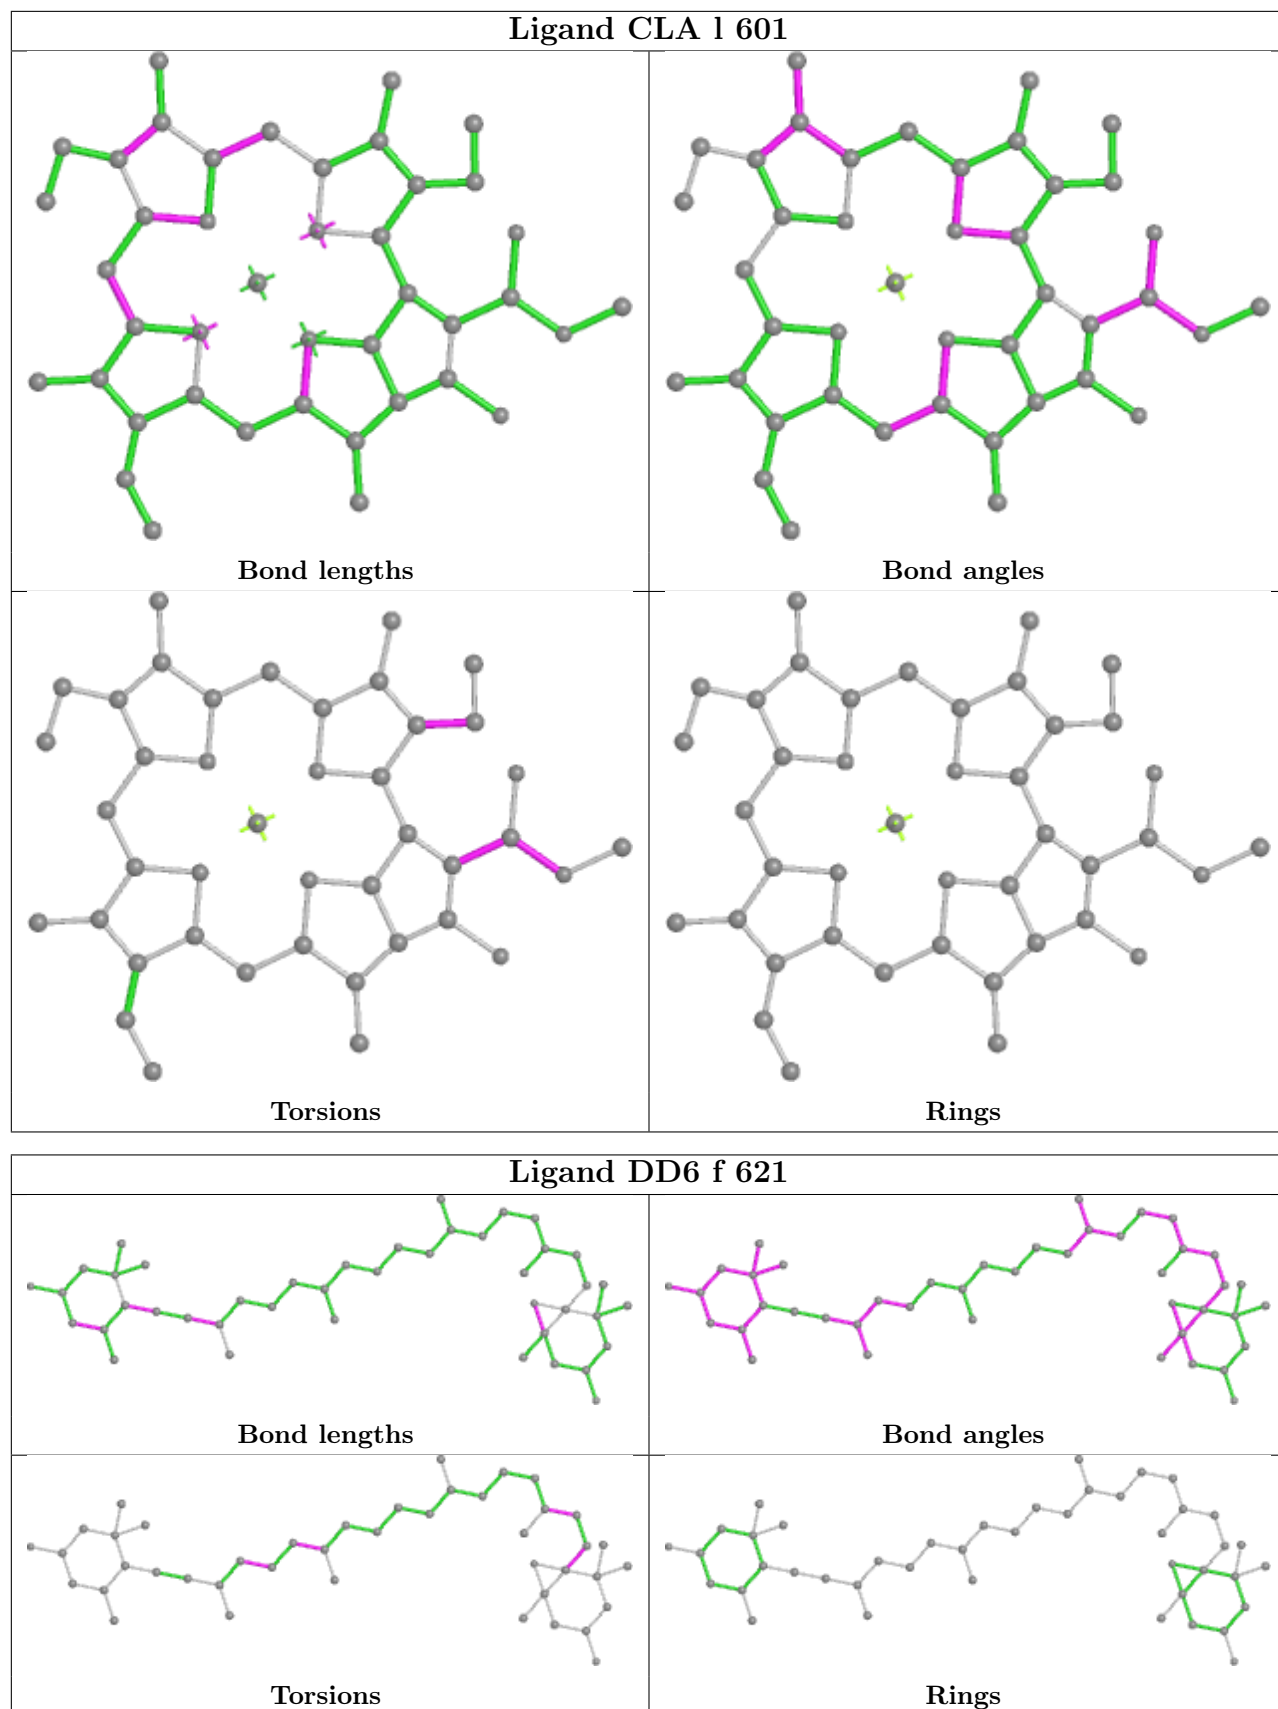 Ligand CLA l 601
Bond lengths
Bond angles
Torsions
Rings
Ligand DD6 f 621
Bond lengths
Bond angles
Torsions
Rings